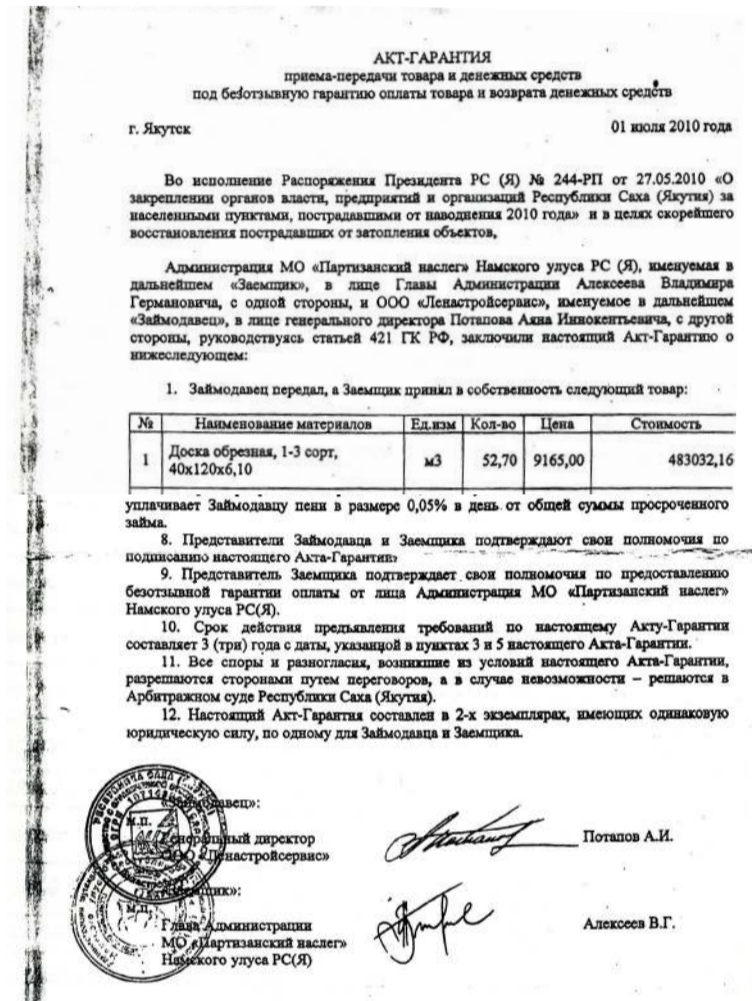 АКТ-ГАРАНТИЯ
приема-передачи товара и денежных средств
под безотзывную гарантию оплаты товара и возврата денежных средств
г. Якутск 01 июля 2010 года
Во исполнение Распоряжения Президента РС (Я) № 244-РП от 27.05.2010 «О
закреплении органов власти, предприятий и организаций Республики Саха (Якутия) за
населенными пунктами, пострадавшими от наводнения 2010 года» и в целях скорейшего
восстановления пострадавших от затопления объектов,
Администрация МО «Партизанский наслег» Намского улуса РС (Я), именуемая в
дальнейшем «Заемщик», в лице Главы Администрации Алексеева Владимира
Германовича, с одной стороны, и ООО «Ленастройсервис», именуемое в дальнейшем
«Займодавец», в лице генерального директора Потапова Аяна Иннокентьевича, с другой
стороны, руководствуясь статьей 421 ГК РФ, заключили настоящий Акт-Гарантию о
нижеследующем:
1. Займодавец передал, а Заемщик принял в собственность следующий товар:
№ Наименование материалов Ед.изм Кол-во Цена Стоимость
1 Доска обрезная, 1-3 сорт, 40х120х6,10 м3 52,70 9165,00 483032,16
уплачивает Займодавцу пени в размере 0,05% в день от общей суммы просроченного
займа.
8. Представители Займодавца и Заемщика подтверждают свои полномочия по
подписанию настоящего Акта-Гарантии.
9. Представитель Заемщика подтверждает свои полномочия по предоставлению
безотзывной гарантии оплаты от лица Администрация МО «Партизанский наслег»
Намского улуса РС(Я).
10. Срок действия предъявления требований по настоящему Акту-Гарантии
составляет 3 (три) года с даты, указанной в пунктах 3 и 5 настоящего Акта-Гарантии.
11. Все споры и разногласия, возникшие из условий настоящего Акта-Гарантии,
разрешаются сторонами путем переговоров, а в случае невозможности – решаются в
Арбитражном суде Республики Саха (Якутия).
12. Настоящий Акт-Гарантия составлен в 2-х экземплярах, имеющих одинаковую
юридическую силу, по одному для Займодавца и Заемщика.
«Займодавец»:
м.п.
Генеральный директор Потапов А.И.
ООО «Ленастройсервис»
«Заемщик»:
М.П.
Глава Администрации Алексеев В.Г.
МО «Партизанский наслег»
Намского улуса РС(Я)